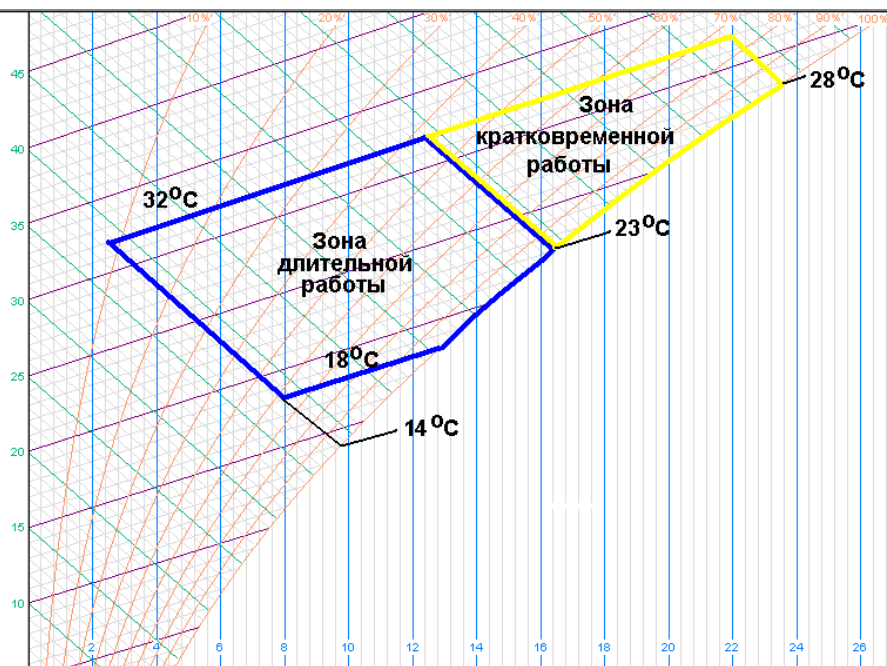 10% 20% 30% 40% 50% 60% 70% 80% 90% 100%
45
28°C
Зона
кратковременной
работы
40
32°C
35
23°C
Зона
длительной
работы
30
18°C
25
14 °C
20
15
10
2 4 6 8 10 12 14 16 18 20 22 24 26